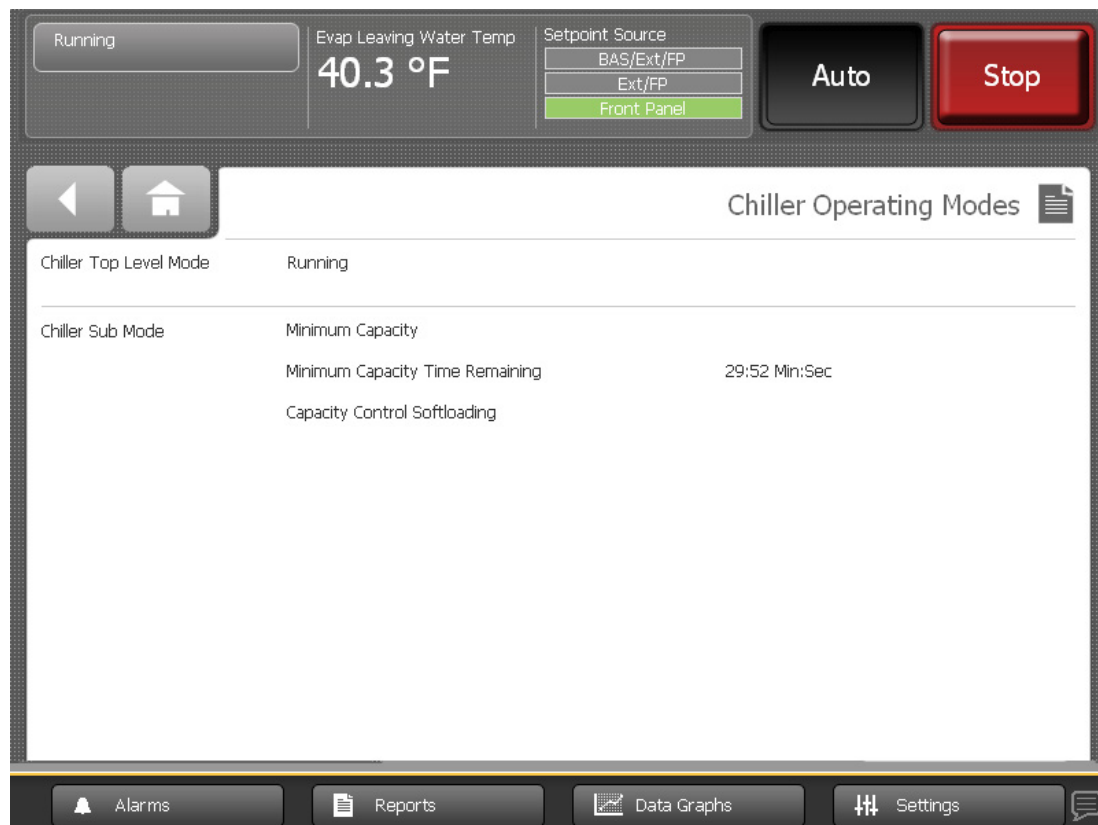 Running
Evap Leaving Water Temp
40.3 °F
Setpoint Source
BAS/Ext/FP
Ext/FP
Front Panel
Auto
Stop
Chiller Operating Modes
Chiller Top Level Mode Running
Chiller Sub Mode Minimum Capacity
Minimum Capacity Time Remaining 29:52 Min:Sec
Capacity Control Softloading
Alarms
Reports
Data Graphs
Settings